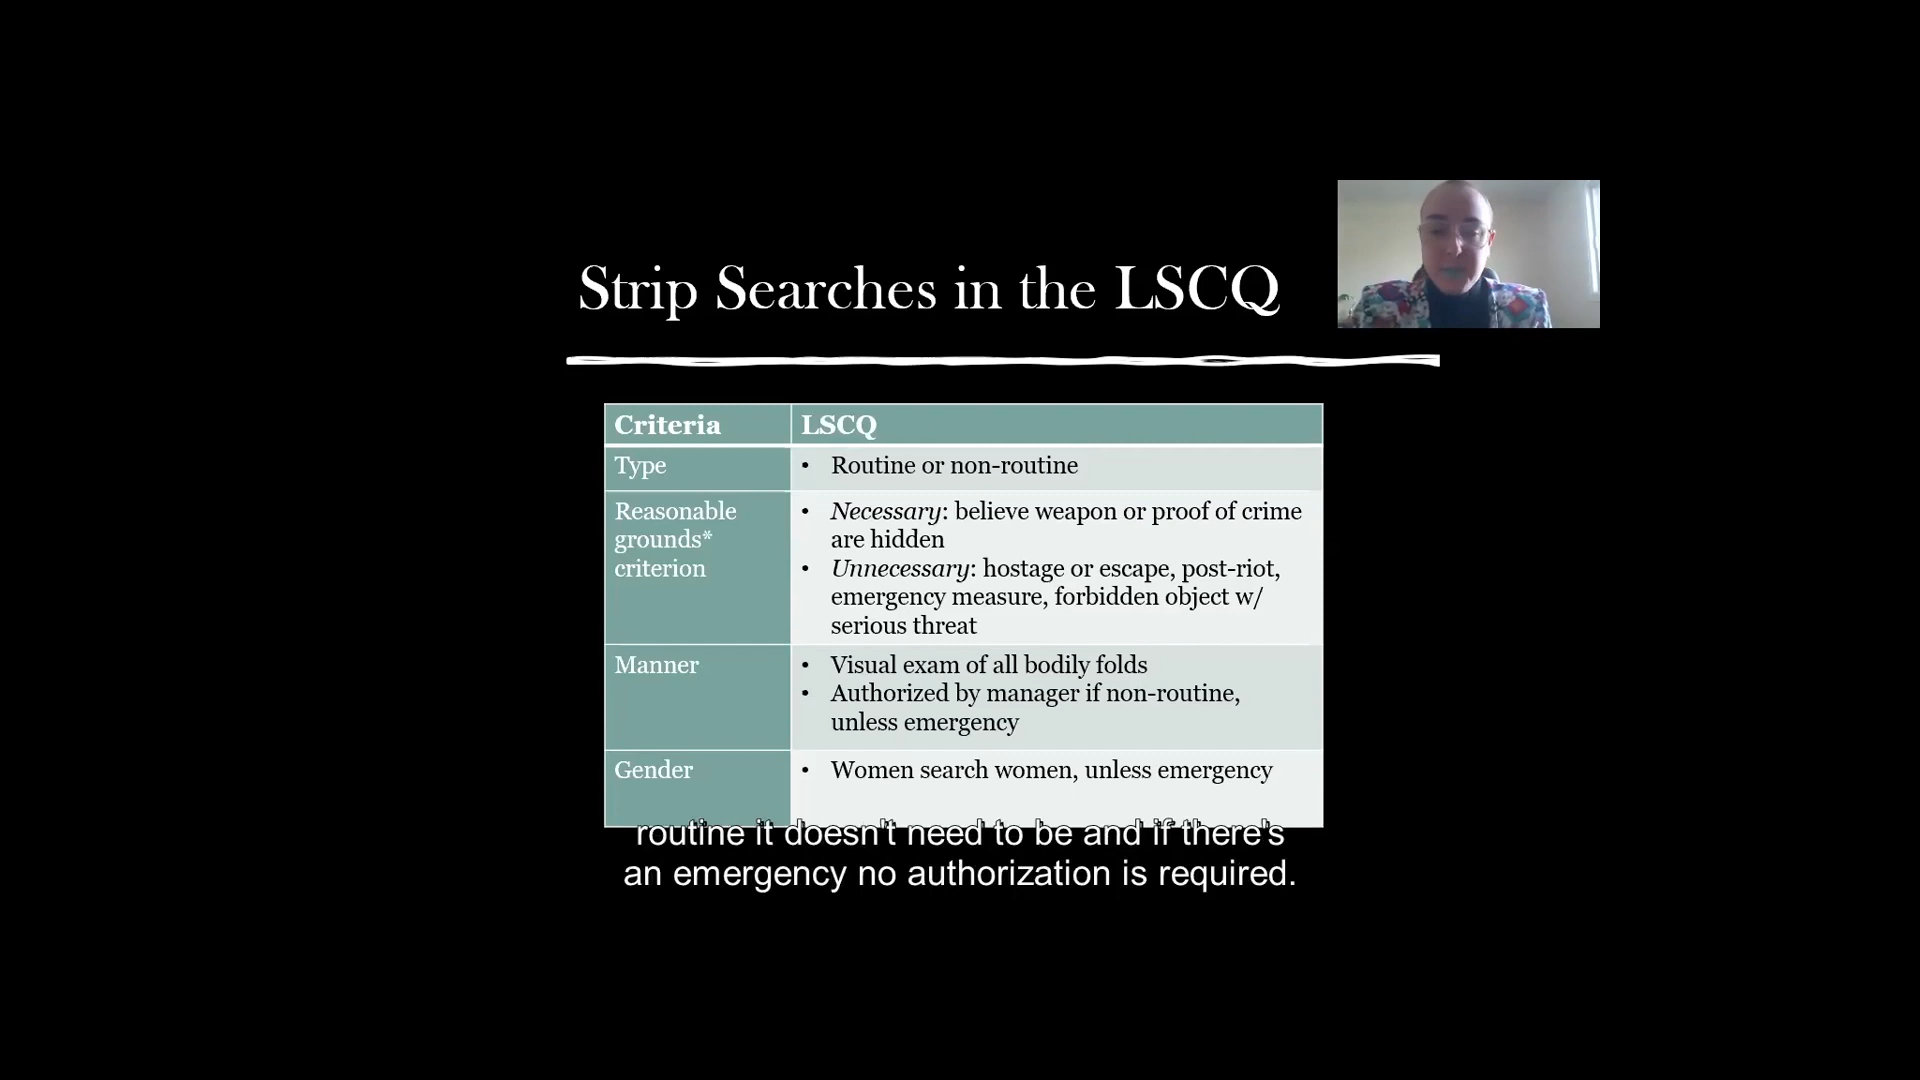 Strip Searches in the LSCQ
Criteria
LSCQ
Type
• Routine or non-routine
Reasonable
grounds*
criterion
• Necessary: believe weapon or proof of crime
are hidden
• Unnecessary: hostage or escape, post-riot,
emergency measure, forbidden object w/
serious threat
Manner
• Visual exam of all bodily folds
• Authorized by manager if non-routine,
unless emergency
Gender
• Women search women, unless emergency
routine it doesn't need to be and if there's
an emergency no authorization is required.